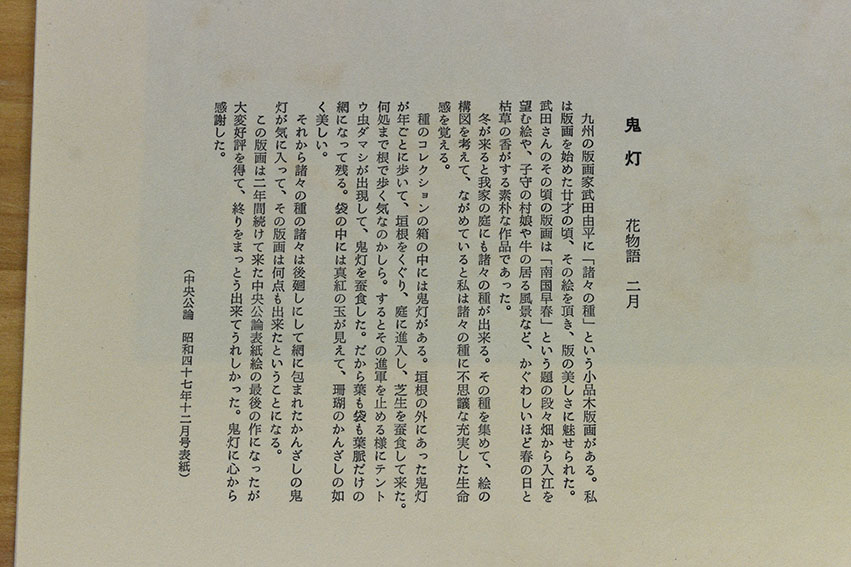 鬼灯　花物語　二月
九州の版画家武田由平に「諸々の種」という小品木版画がある。私
は版画を始めた廿才の頃、その絵を頂き、版の美しさに魅せられた。
武田さんのその頃の版画は「南国早春」という題の段々畑から入江を
望む絵や、子守の村娘や牛の居る風景など、かぐわしいほど春の日と
枯草の香がする素朴な作品であった。
冬が来ると我家の庭にも諸々の種が出来る。その種を集めて、絵の
構図を考えて、ながめていると私は諸々の種に不思議な充実した生命
感を覚える。
種のコレクションの箱の中には鬼灯がある。垣根の外にあった鬼灯
が年ごとに歩いて、垣根をくぐり、庭に進入し、芝生を蚕食して来た。
何処まで根で歩く気なのかしら。するとその進軍を止める様にテント
ウ虫ダマシが出現して、鬼灯を蚕食した。だから葉も袋も葉脈だけの
網になって残る。袋の中には真紅の玉が見えて、珊瑚のかんざしの如
く美しい。
それから諸々の種の諸々は後廻しにして網に包まれたかんざしの鬼
灯が気に入って、その版画は何点も出来たということになる。
この版画は二年間続けて来た中央公論表紙絵の最後の作になったが
大変好評を得て、終りをまっとう出来てうれしかった。鬼灯に心から
感謝した。
（中央公論　昭和四十七年十二月号表紙）